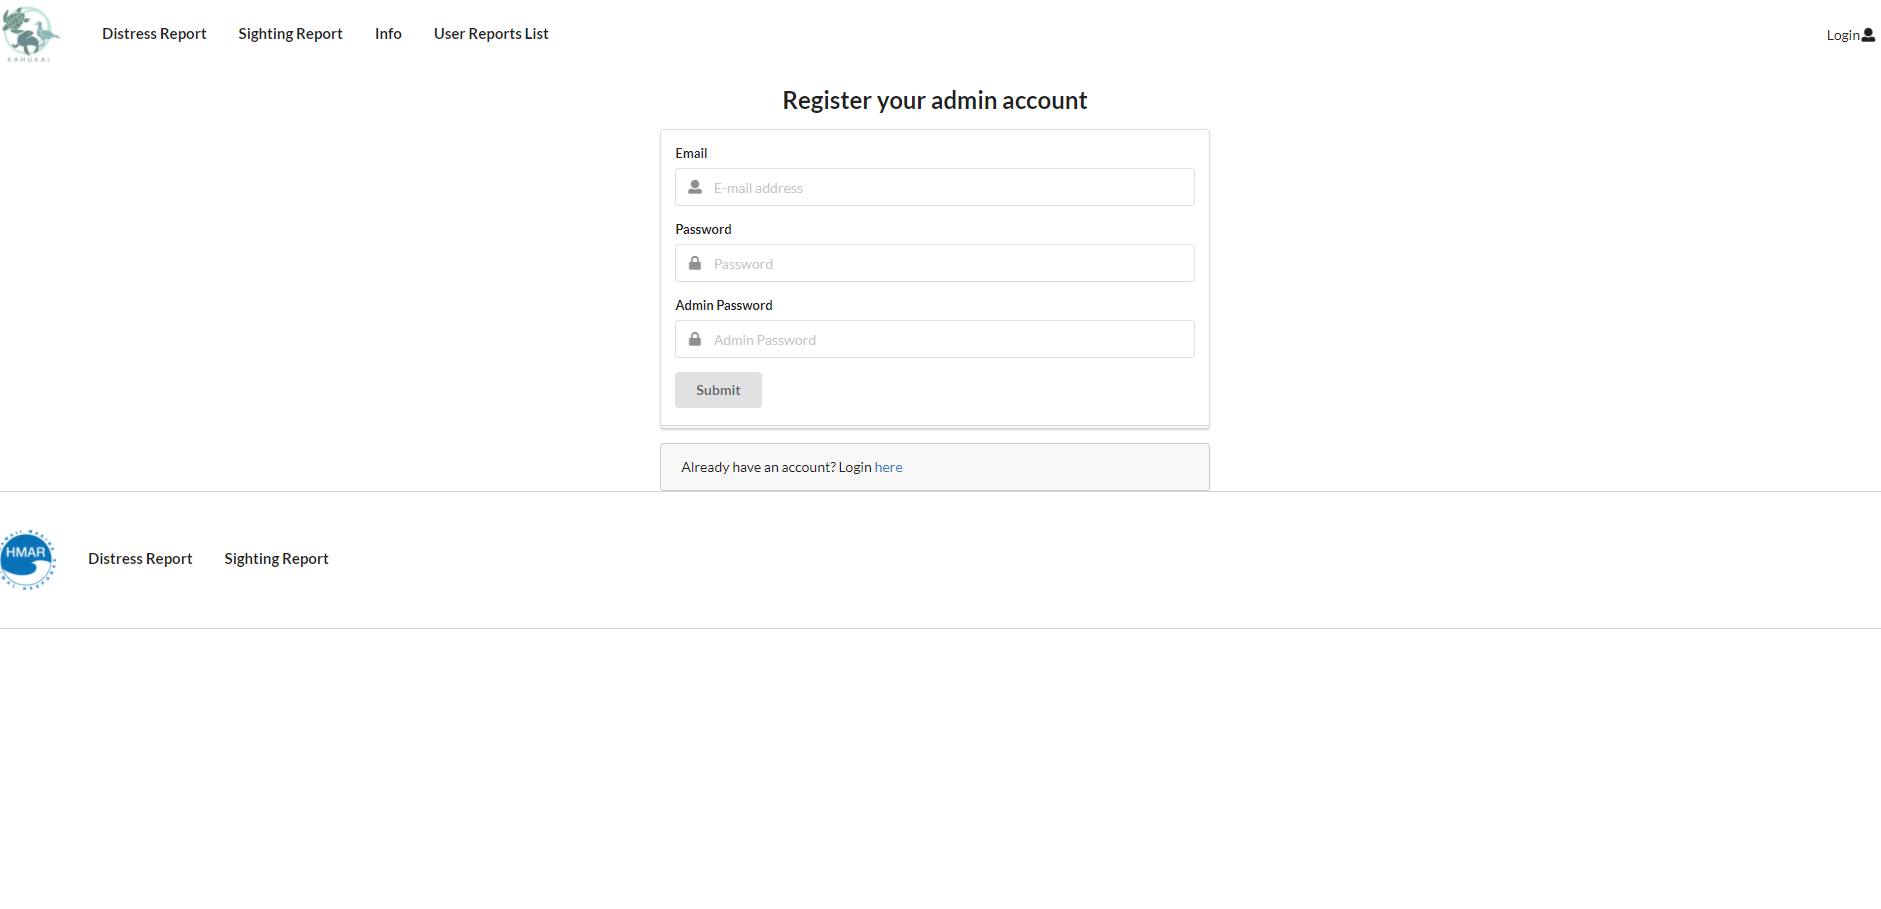 Distress Report Sighting Report Info User Reports List Login
KAHUKAI
Register your admin account
Email
E-mail address
Password
Password
Admin Password
Admin Password
Submit
Already have an account? Login here
HMAR
Distress Report Sighting Report